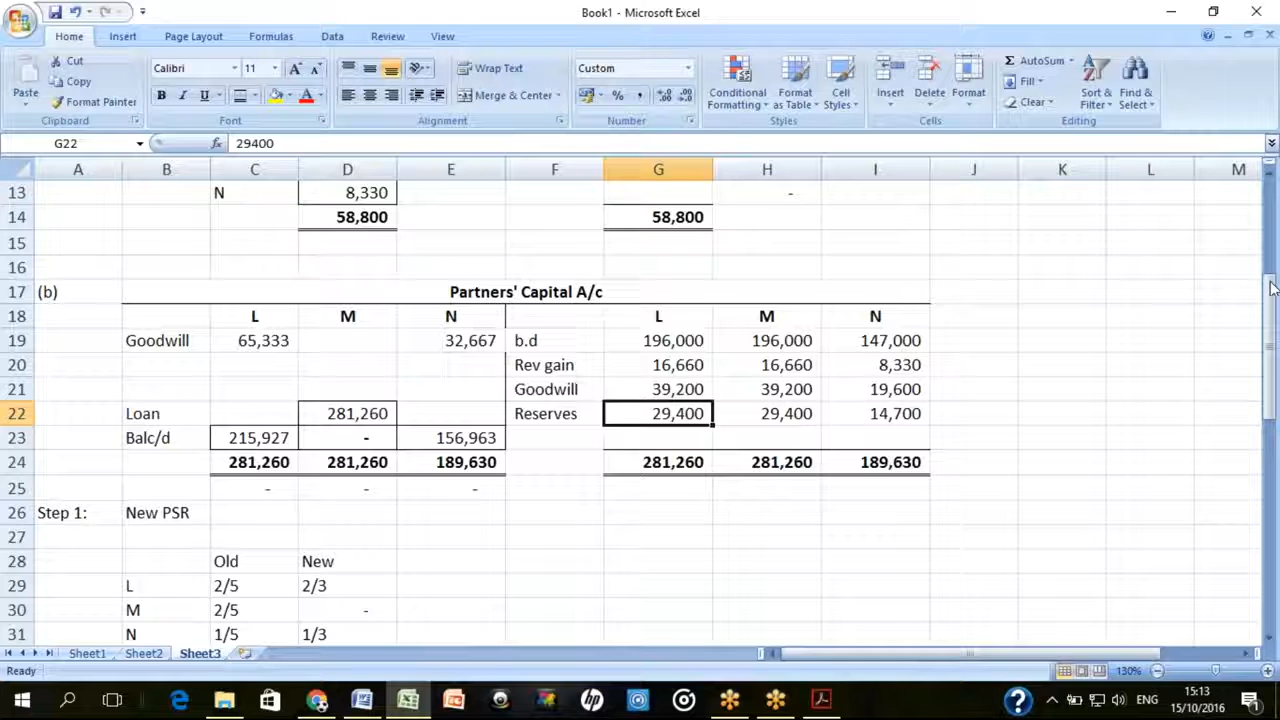 Book1 - Microsoft Excel
Home Insert Page Layout Formulas Data Review View
Cut
Copy
Format Painter
Paste
Clipboard
Calibri 11
B I U
Font
Wrap Text
Merge & Center
Alignment
Custom
%
Number
Conditional Formatting
Format as Table
Cell Styles
Styles
Insert Delete Format
Cells
AutoSum
Fill
Clear
Sort & Filter
Find & Select
Editing
G22 fx 29400
A B C D E F G H I J K L M
13 N 8,330 -
14 58,800 58,800
15
16
17 (b) Partners' Capital A/c
18 L M N L M N
19 Goodwill 65,333 32,667 b.d 196,000 196,000 147,000
20 Rev gain 16,660 16,660 8,330
21 Goodwill 39,200 39,200 19,600
22 Loan 281,260 Reserves 29,400 29,400 14,700
23 Balc/d 215,927 - 156,963
24 281,260 281,260 189,630 281,260 281,260 189,630
25 - - -
26 Step 1: New PSR
27
28 Old New
29 L 2/5 2/3
30 M 2/5 -
31 N 1/5 1/3
Sheet1 Sheet2 Sheet3
Ready 130%
hp ENG 15:13
15/10/2016